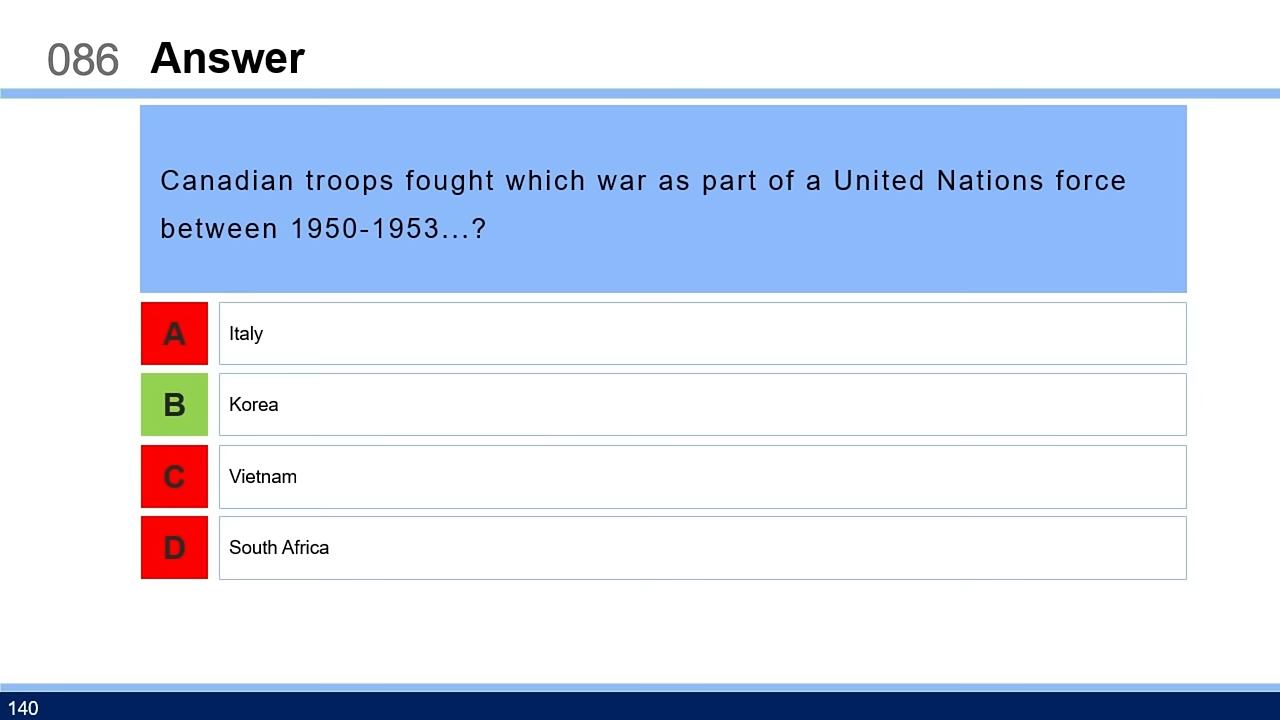 086 Answer
Canadian troops fought which war as part of a United Nations force
between 1950-1953...?
A Italy
B Korea
C Vietnam
D South Africa
140